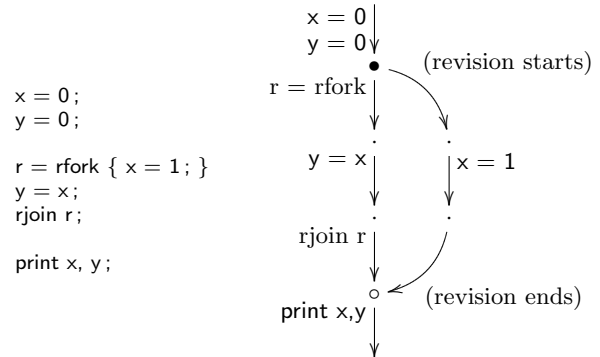 x = 0 ;
y = 0 ;
r = rfork { x = 1 ; }
y = x ;
rjoin r ;
print x, y ;
x = 0
y = 0
(revision starts)
r = rfork
y = x
x = 1
rjoin r
(revision ends)
print x,y